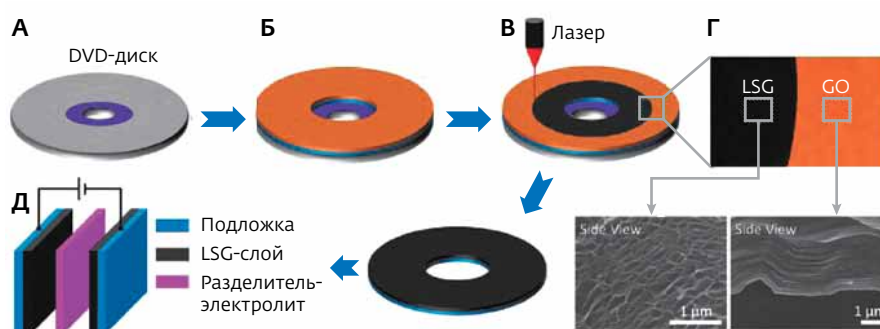 А
Б
В
Г
DVD-диск
Лазер
LSG
GO
Д
Подложка
LSG-слой
Разделитель-
электролит
Side View
1 μm
Side View
1 μm